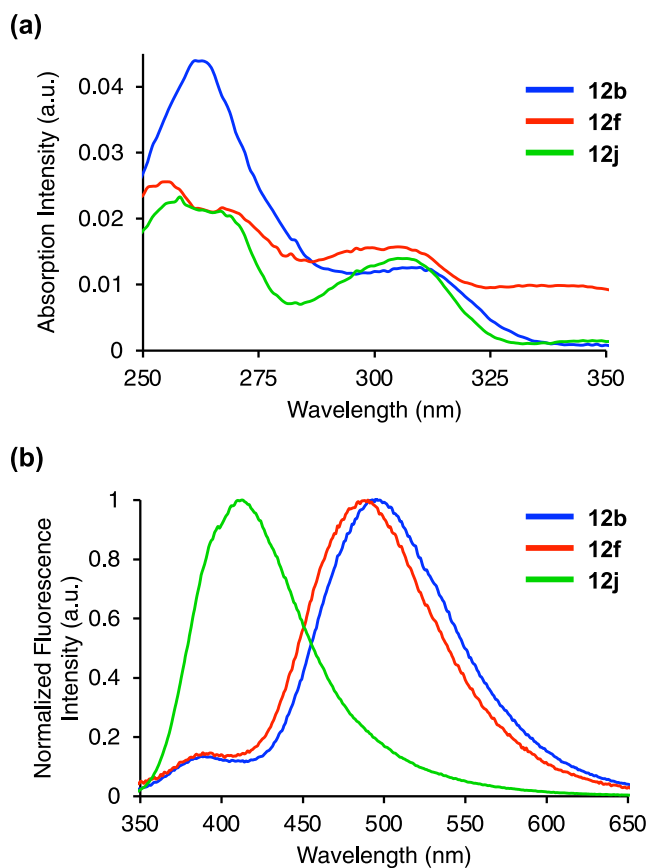 (a)
Absorption Intensity (a.u.)
0.04
0.03
0.02
0.01
0
250
275
300
325
350
Wavelength (nm)
12b
12f
12j
(b)
Normalized Fluorescence
Intensity (a.u.)
1
0.8
0.6
0.4
0.2
0
350
400
450
500
550
600
650
Wavelength (nm)
12b
12f
12j